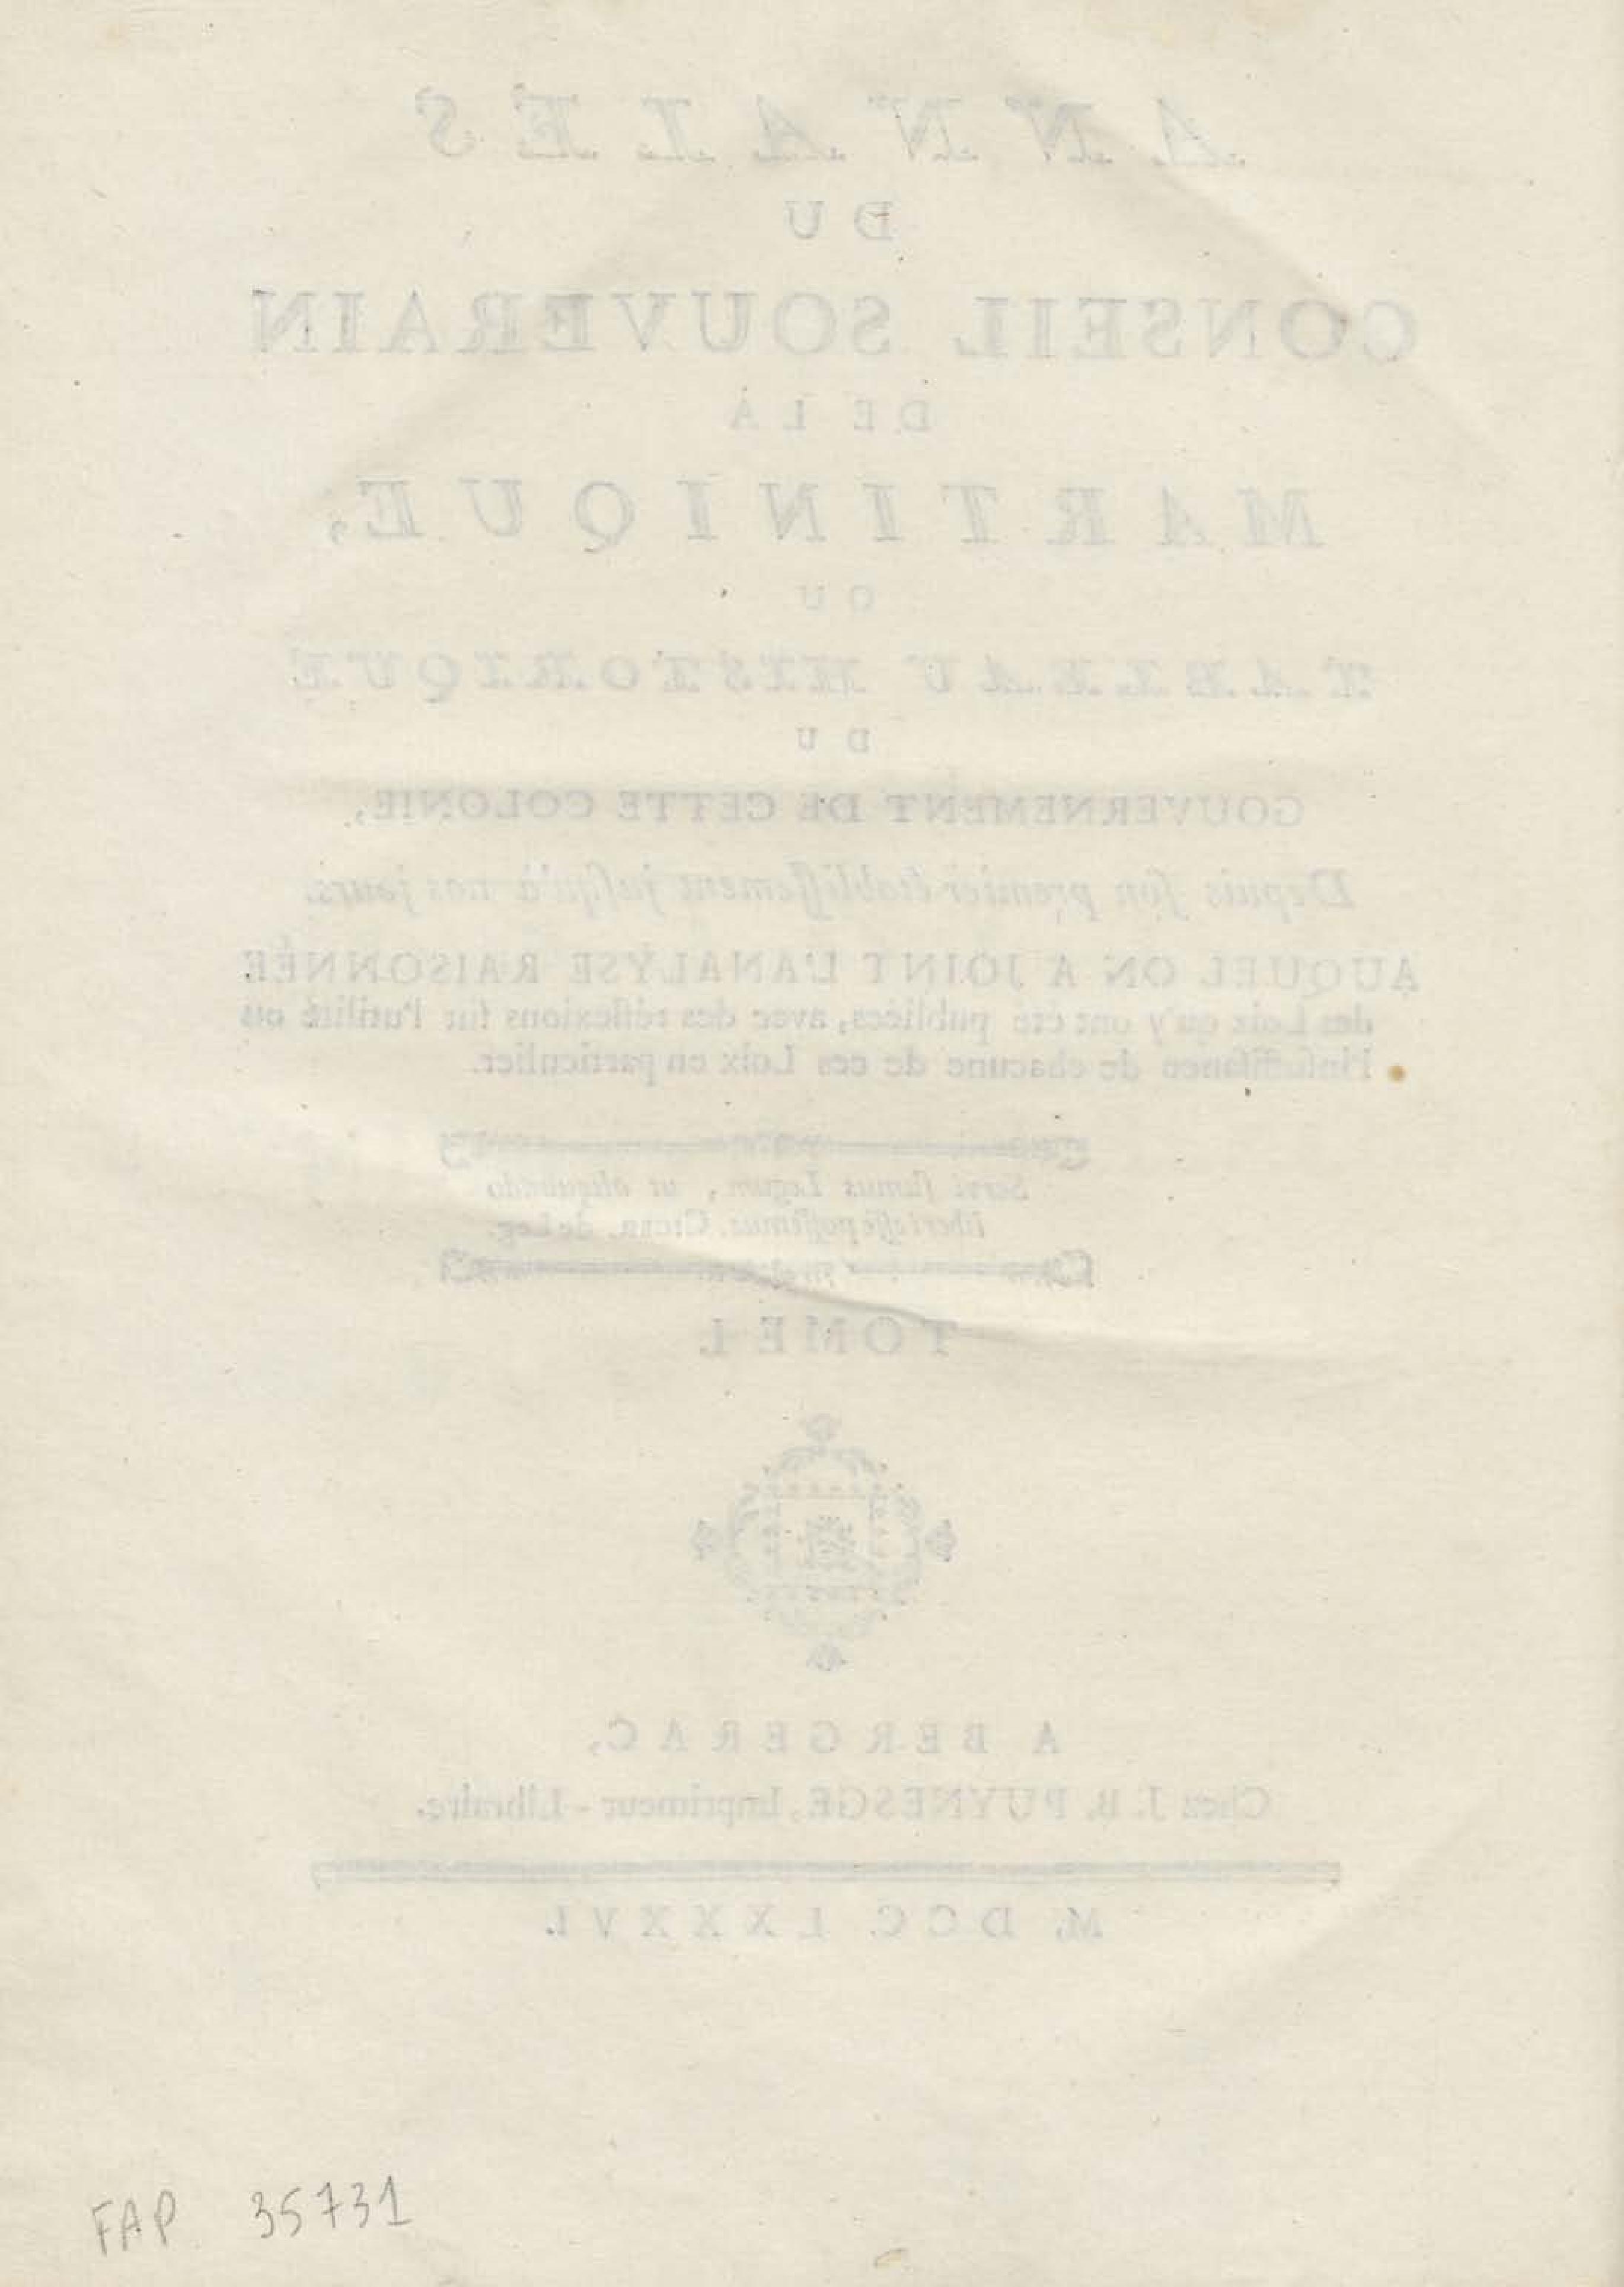 ANNALES
DU
CONSEIL SOUVERAIN
DE LA
MARTINIQUE,
OU
TABLEAU HISTORIQUE
DU
GOUVERNEMENT DE CETTE COLONIE,
Depuis ſon premier établiſſement juſqu'à nos jours.
AUQUEL ON A JOINT L'ANALYSE RAISONNÉE
des Loix qu'y ont été publiées, avec des réflexions ſur l'utilité ou
l'inſuffiſance de chacune de ces Loix en particulier.
Servi ſumus Legum, ut aliquando
liberi eſſe poſſimus. CICER. de Leg.
TOME I.
A BERGERAC,
Chez J. B. PUYNESGE, Imprimeur-Libraire.
M. DCC. LXXXVI.
FAP 35731